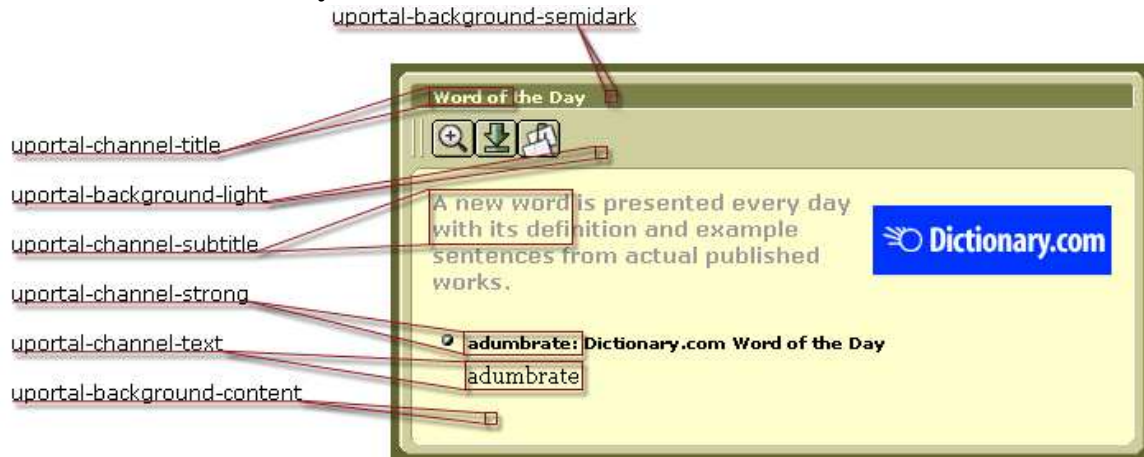 uportal-background-semidark
Word of the Day
uportal-channel-title
uportal-background-light
uportal-channel-subtitle
uportal-channel-strong
uportal-channel-text
uportal-background-content
A new word is presented every day
with its definition and example
sentences from actual published
works.
Dictionary.com
adumbrate: Dictionary.com Word of the Day
adumbrate